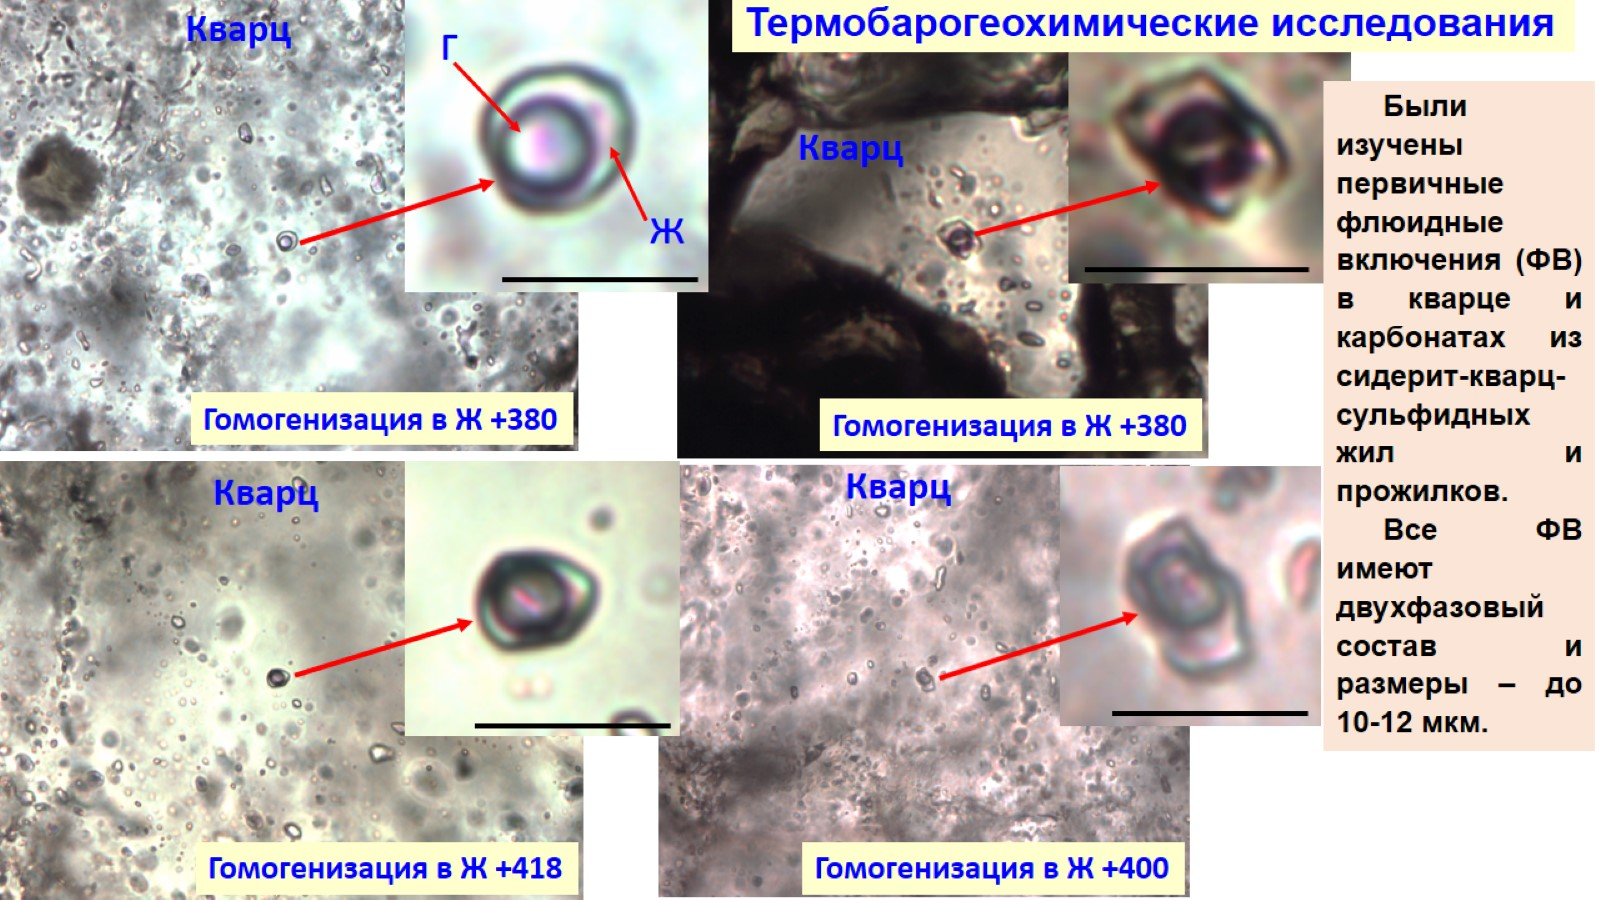 Термобарогеохимические исследования
Кварц
Г
Ж
Гомогенизация в Ж +380
Кварц
Гомогенизация в Ж +380
Кварц
Гомогенизация в Ж +418
Кварц
Гомогенизация в Ж +400
Были
изучены
первичные
флюидные
включения (ФВ)
в кварце и
карбонатах из
сидерит-кварц-
сульфидных
жил и
прожилков.
Все ФВ
имеют
двухфазовый
состав и
размеры – до
10-12 мкм.